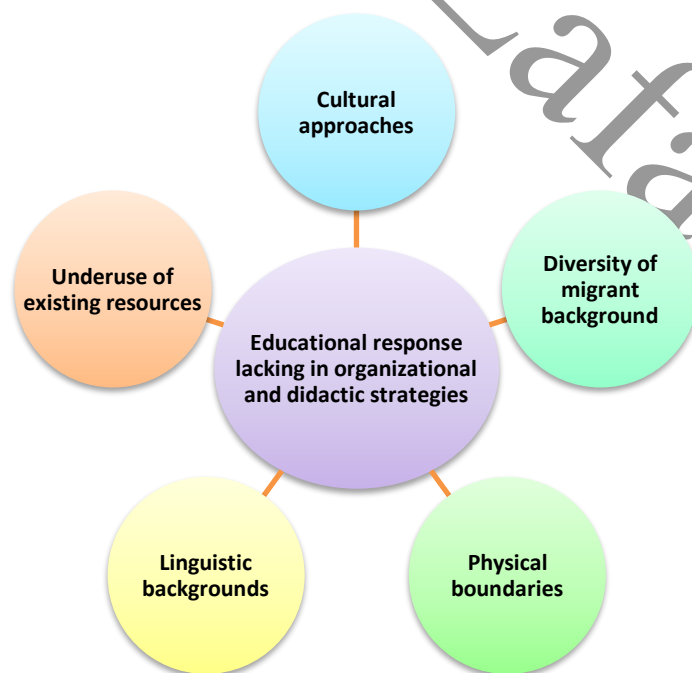 Cultural
approaches
Diversity of
migrant
background
Physical
boundaries
Linguistic
backgrounds
Underuse of
existing resources
Educational response
lacking in organizational
and didactic strategies